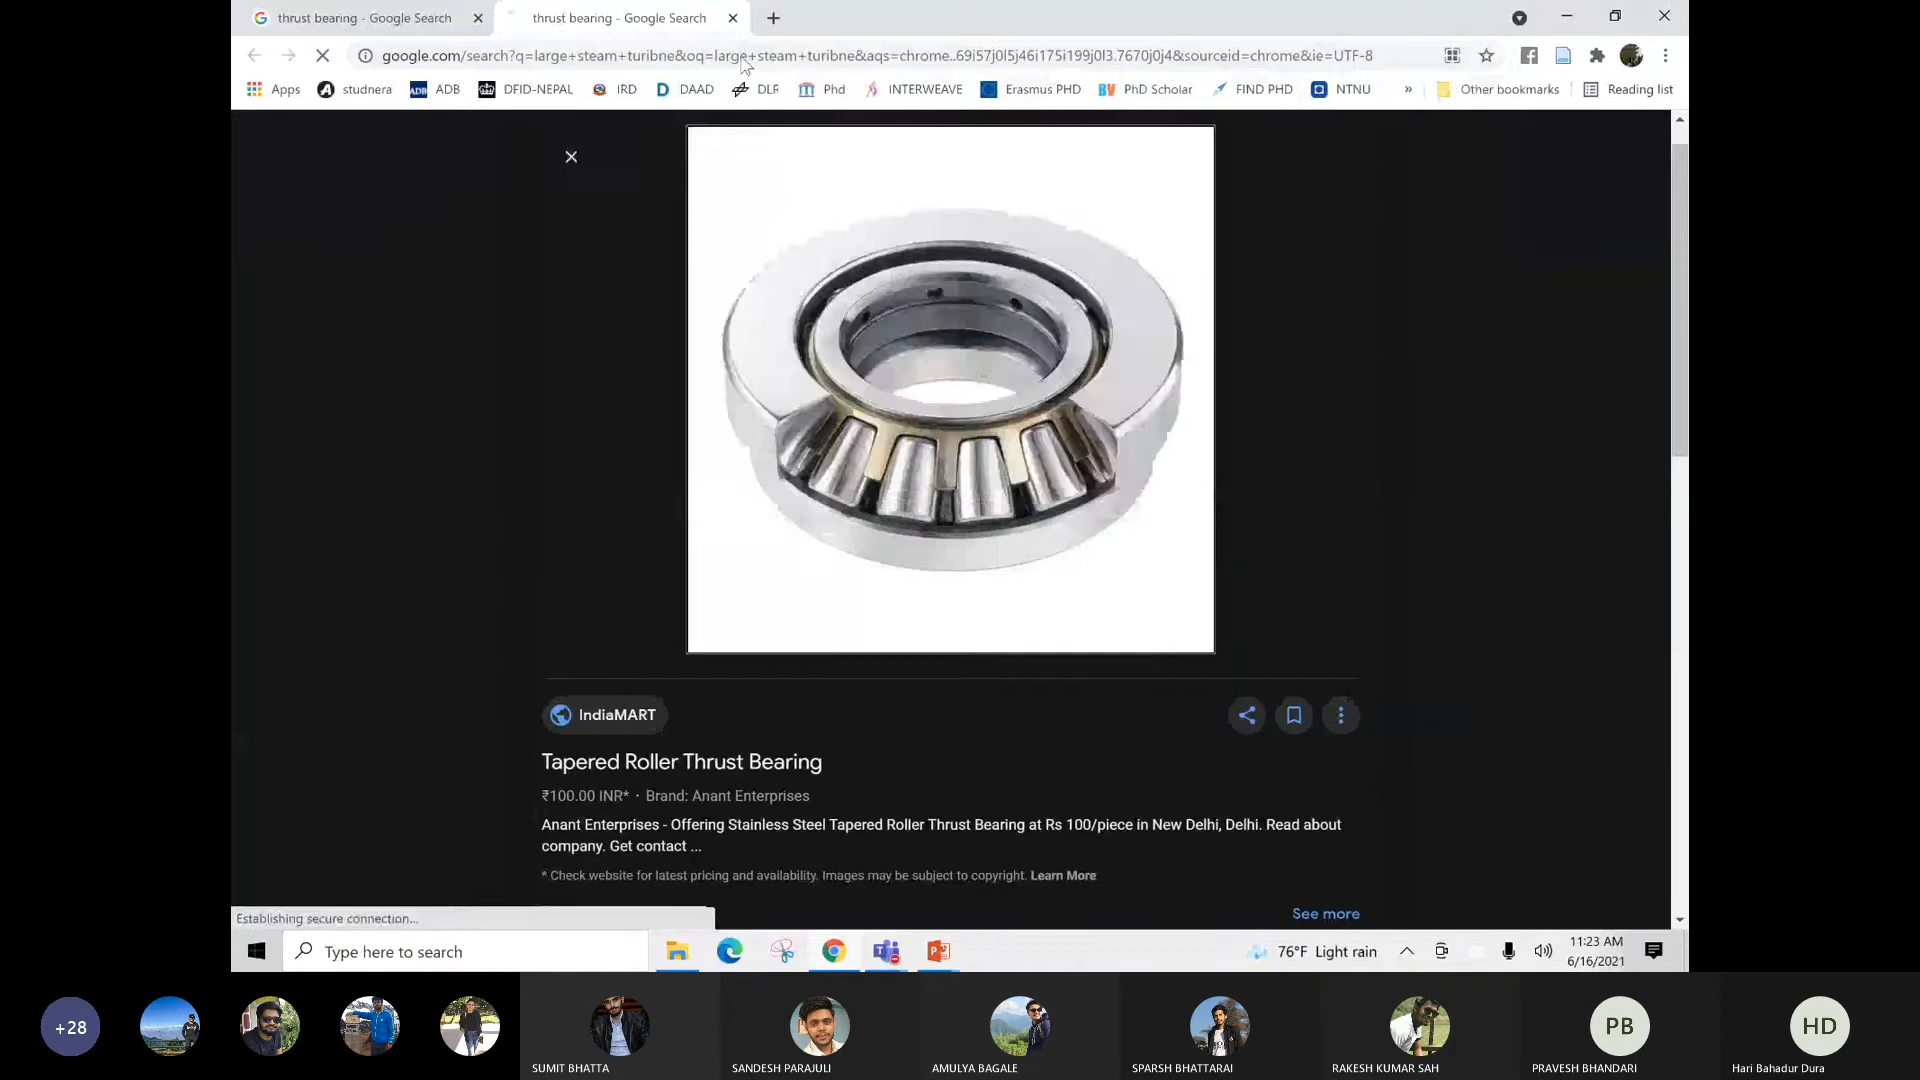 thrust bearing - Google Search
thrust bearing - Google Search
google.com/search?q=large+steam+turibne&oq=large+steam+turibne&aqs=chrome..69i57j0l5j46i175i199j0l3.7670j0j4&sourceid=chrome&ie=UTF-8
Apps studnera ADB ADB DFID-NEPAL IRD DAAD DLR Phd INTERWEAVE Erasmus PHD BV PhD Scholar FIND PHD NTNU » Other bookmarks Reading list
IndiaMART
Tapered Roller Thrust Bearing
₹100.00 INR* · Brand: Anant Enterprises
Anant Enterprises - Offering Stainless Steel Tapered Roller Thrust Bearing at Rs 100/piece in New Delhi, Delhi. Read about
company. Get contact ...
* Check website for latest pricing and availability. Images may be subject to copyright. Learn More
See more
Establishing secure connection...
Type here to search
76°F Light rain
11:23 AM
6/16/2021
+28
PB
HD
SUMIT BHATTA
SANDESH PARAJULI
AMULYA BAGALE
SPARSH BHATTARAI
RAKESH KUMAR SAH
PRAVESH BHANDARI
Hari Bahadur Dura